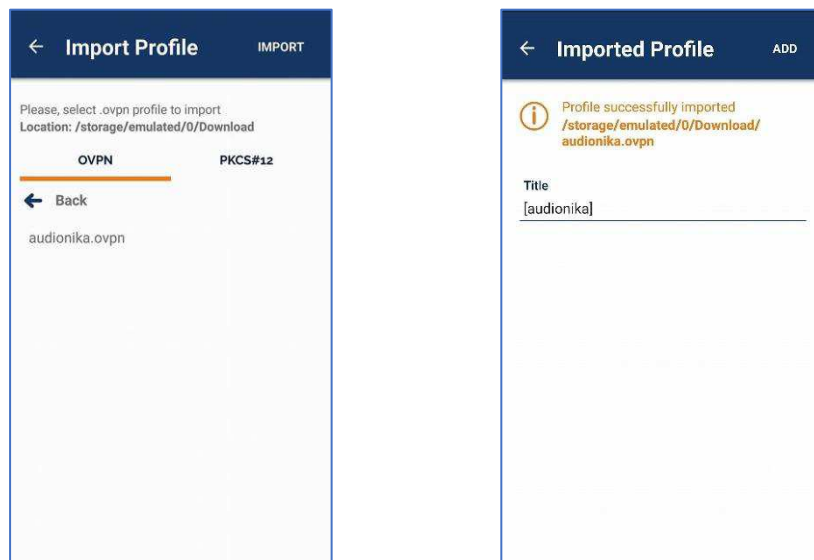 ← Import Profile IMPORT
Please, select .ovpn profile to import
Location: /storage/emulated/0/Download
OVPN PKCS#12
← Back
audionika.ovpn
← Imported Profile ADD
Profile successfully imported
/storage/emulated/0/Download/
audionika.ovpn
Title
[audionika]